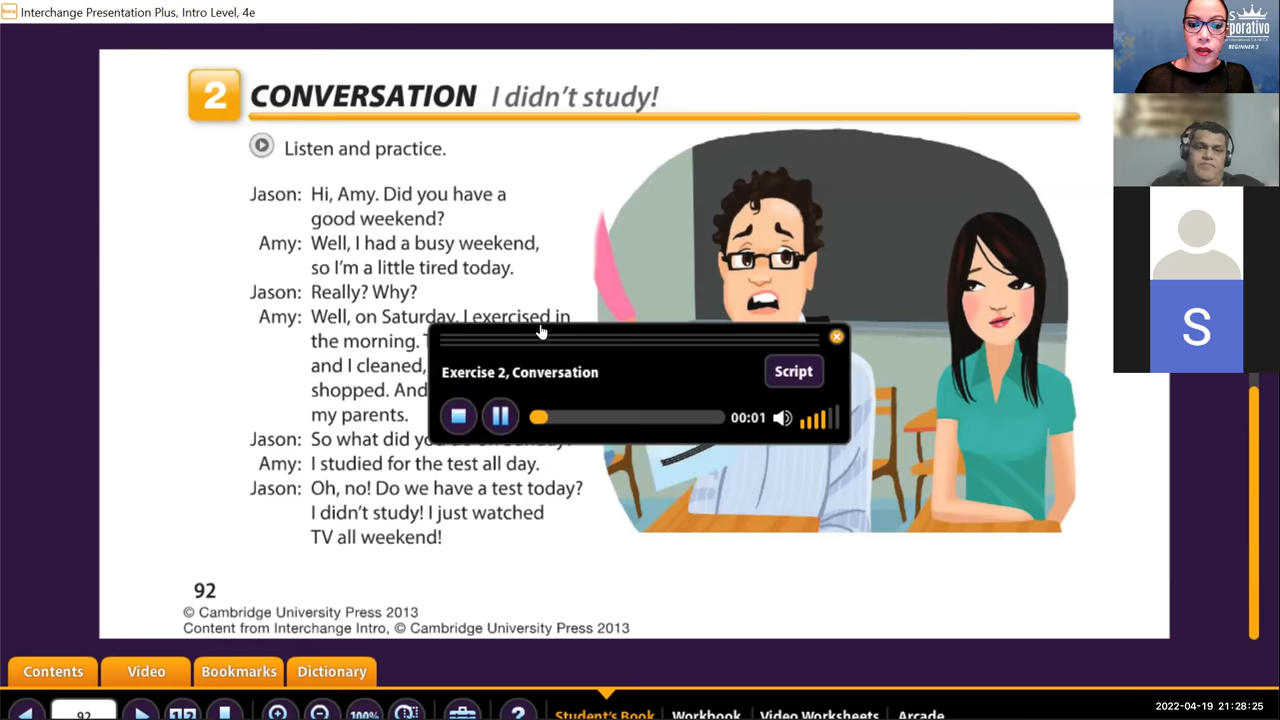 Interchange Presentation Plus, Intro Level, 4e
porativo
BEGINNER 3
2 CONVERSATION I didn't study!
Listen and practice.
Jason: Hi, Amy. Did you have a
good weekend?
Amy: Well, I had a busy weekend,
so I'm a little tired today.
Jason: Really? Why?
Amy: Well, on Saturday, I exercised in
the morning.
and I cleaned,
shopped. And
my parents.
Jason: So what did
Amy: I studied for the test all day.
Jason: Oh, no! Do we have a test today?
I didn't study! I just watched
TV all weekend!
Exercise 2, Conversation
Script
00:01
S
92
© Cambridge University Press 2013
Content from Interchange Intro, © Cambridge University Press 2013
Contents Video Bookmarks Dictionary
92
100%
?
Student's Book Workbook Video Worksheets Arcade
2022-04-19 21:28:25